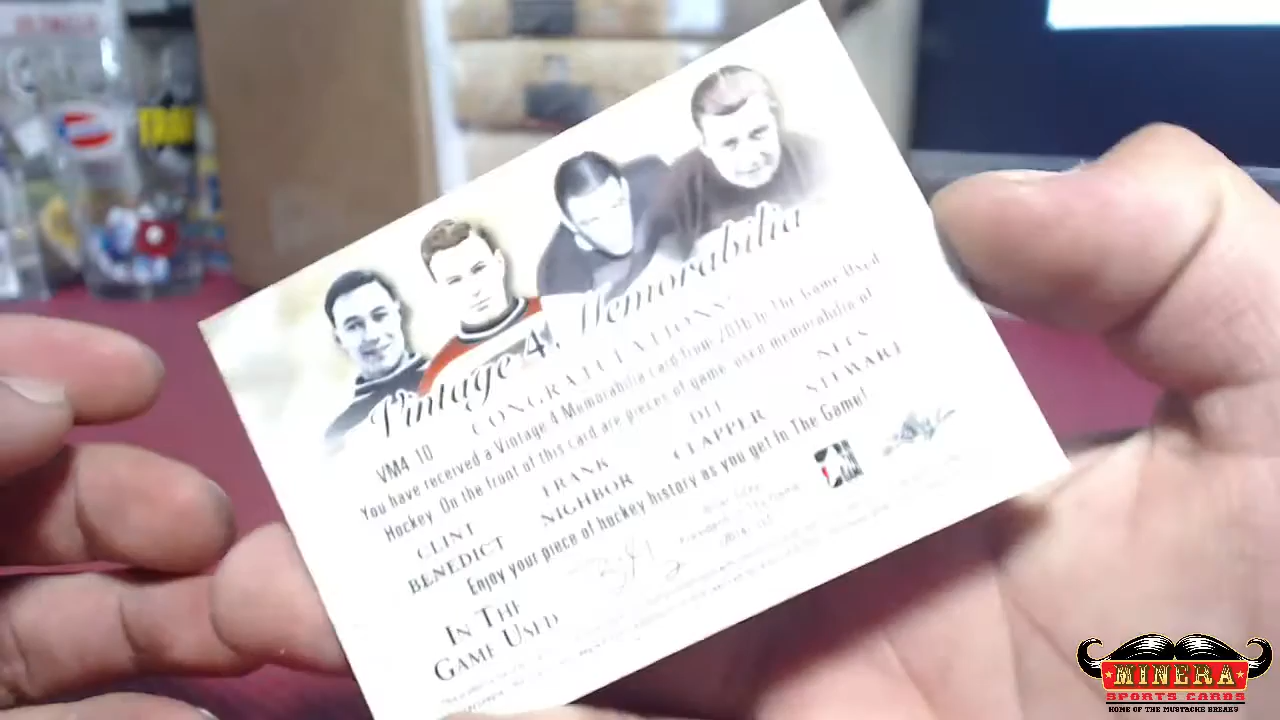 Vintage 4 Memorabilia
CONGRATULATIONS!
VM4 10
You have received a Vintage 4 Memorabilia card from 2016 In The Game Used
Hockey. On the front of this card are pieces of game-used memorabilia of
CLINT BENEDICT
FRANK NIGHBOR
DIT CLAPPER
NELS STEWART
Enjoy your piece of hockey history as you get In The Game!
IN THE
GAME USED
MINERA
SPORTS CARDS
HOME OF THE MUSTACHE BREAKS